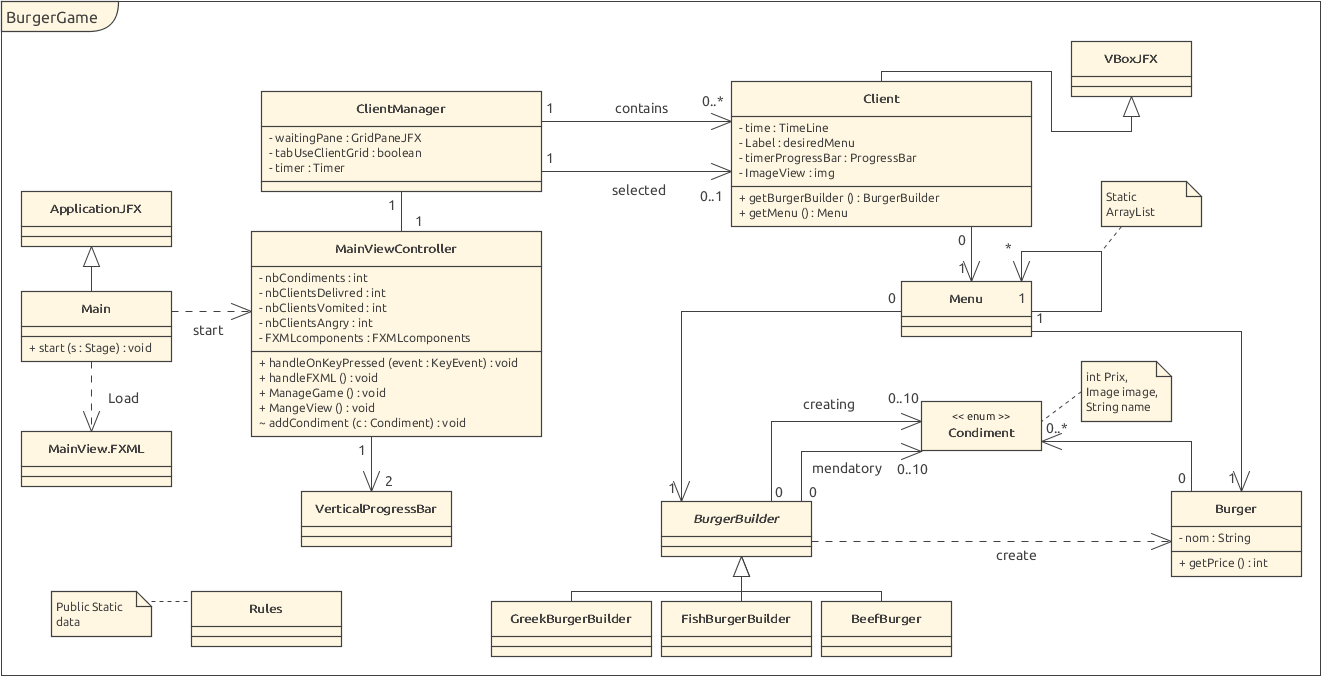 BurgerGame
VBoxJFX
ClientManager
- waitingPane : GridPaneJFX
- tabUseClientGrid : boolean
- timer : Timer
1
contains
0..*
1
selected
0..1
Client
- time : TimeLine
- Label : desiredMenu
- timerProgressBar : ProgressBar
- ImageView : img
+ getBurgerBuilder () : BurgerBuilder
+ getMenu () : Menu
Static
ArrayList
ApplicationJFX
1
1
MainViewController
- nbCondiments : int
- nbClientsDelivred : int
- nbClientsVomited : int
- nbClientsAngry : int
- FXMLcomponents : FXMLcomponents
+ handleOnKeyPressed (event : KeyEvent) : void
+ handleFXML () : void
+ ManageGame () : void
+ MangeView () : void
~ addCondiment (c : Condiment) : void
0
1
*
Menu
1
0
1
Main
+ start (s : Stage) : void
start
Load
MainView.FXML
1
2
VerticalProgressBar
int Prix,
Image image,
String name
creating
0..10
<< enum >>
Condiment
0..*
mendatory
0..10
1
0
0
0
1
BurgerBuilder
create
Burger
- nom : String
+ getPrice () : int
Public Static
data
Rules
GreekBurgerBuilder
FishBurgerBuilder
BeefBurger